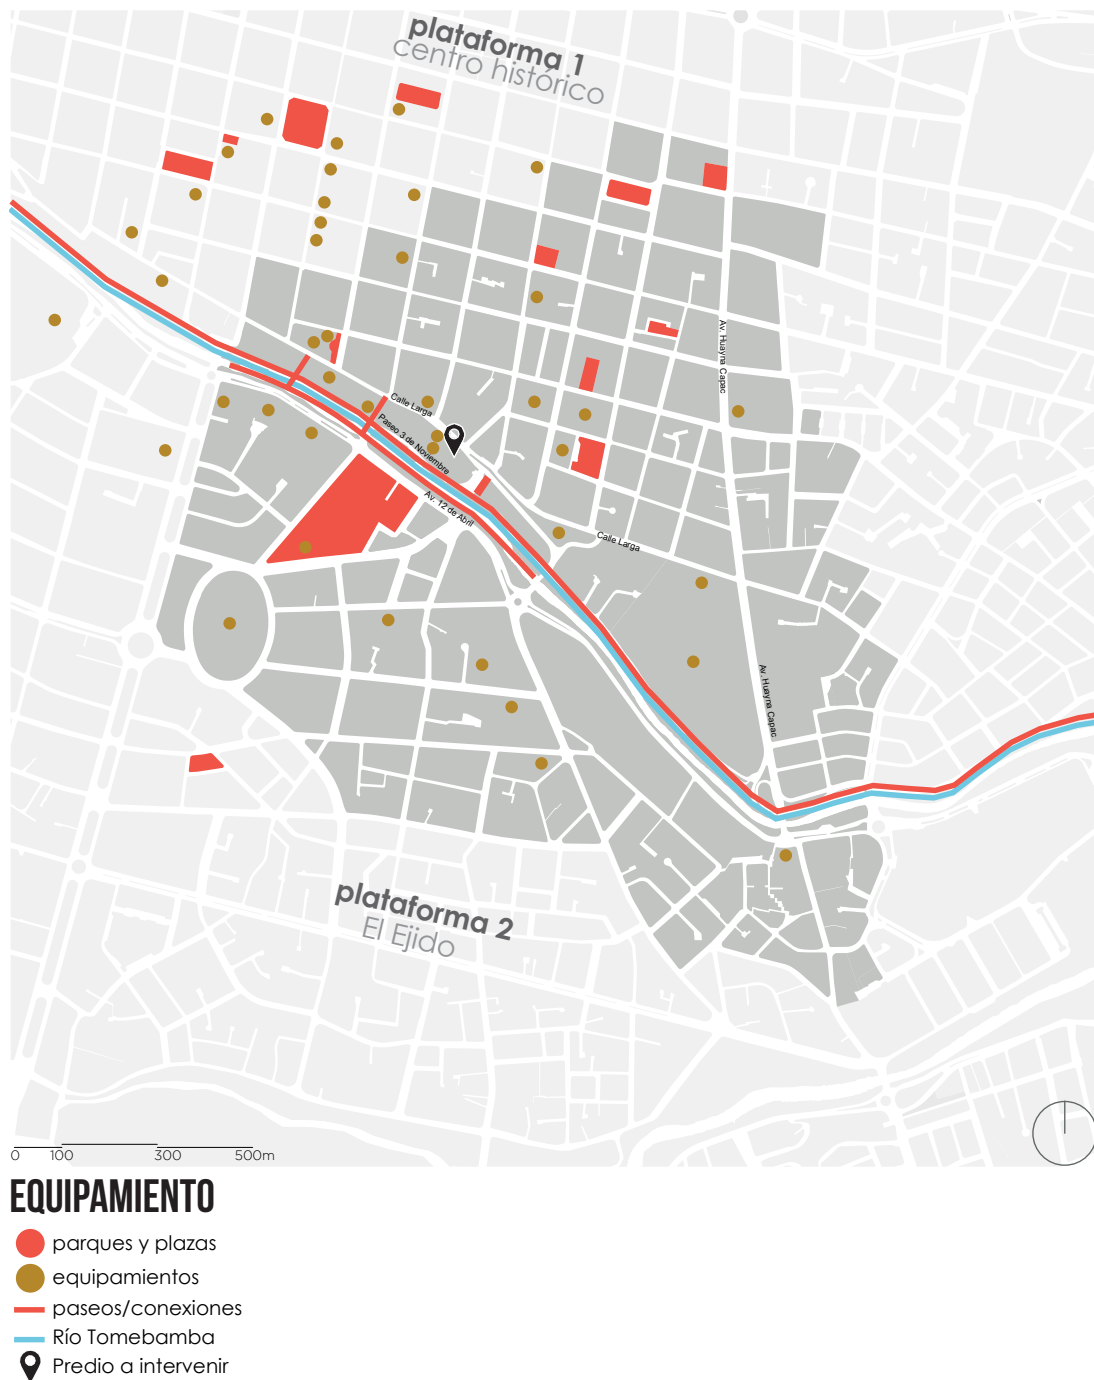 plataforma 1
centro histórico
Av. Huayna Capac
Calle Larga
Paseo 3 de Noviembre
Av. 12 de Abril
Calle Larga
Av. Huayna Capac
plataforma 2
El Ejido
0 100 300 500m
EQUIPAMIENTO
parques y plazas
equipamientos
paseos/conexiones
Río Tomebamba
Predio a intervenir